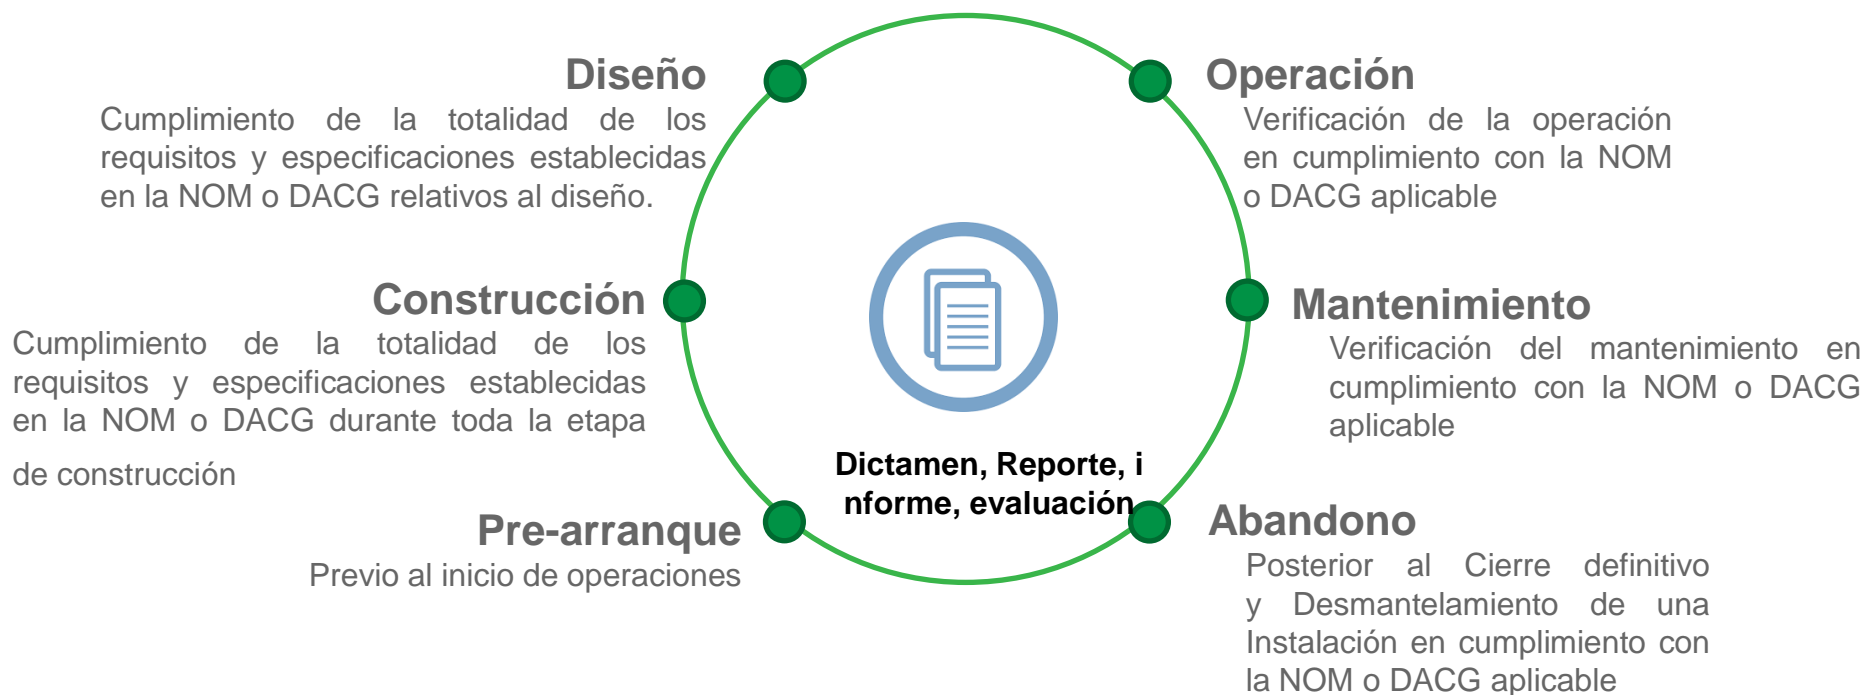 Diseño
Cumplimiento de la totalidad de los
requisitos y especificaciones establecidas
en la NOM o DACG relativos al diseño.
Construcción
Cumplimiento de la totalidad de los
requisitos y especificaciones establecidas
en la NOM o DACG durante toda la etapa
de construcción
Pre-arranque
Previo al inicio de operaciones
Dictamen, Reporte, i
nforme, evaluación
Operación
Verificación de la operación
en cumplimiento con la NOM
o DACG aplicable
Mantenimiento
Verificación del mantenimiento en
cumplimiento con la NOM o DACG
aplicable
Abandono
Posterior al Cierre definitivo
y Desmantelamiento de una
Instalación en cumplimiento con
la NOM o DACG aplicable